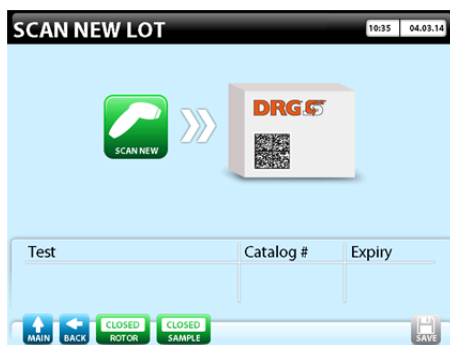 SCAN NEW LOT 10:35 04.03.14
SCAN NEW
DRG
Test Catalog # Expiry
MAIN BACK CLOSED ROTOR CLOSED SAMPLE SAVE